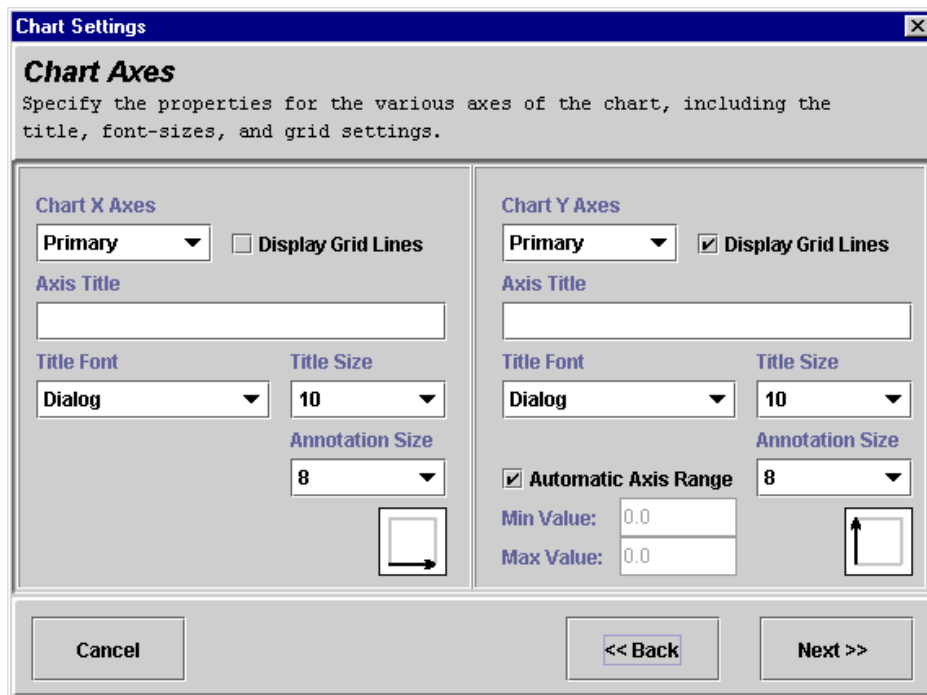 Chart Settings
Chart Axes
Specify the properties for the various axes of the chart, including the
title, font-sizes, and grid settings.
Chart X Axes
Primary
Display Grid Lines
Axis Title
Title Font
Title Size
Dialog
10
Annotation Size
8
Chart Y Axes
Primary
Display Grid Lines
Axis Title
Title Font
Title Size
Dialog
10
Annotation Size
Automatic Axis Range
8
Min Value:
0.0
Max Value:
0.0
Cancel
<< Back
Next >>